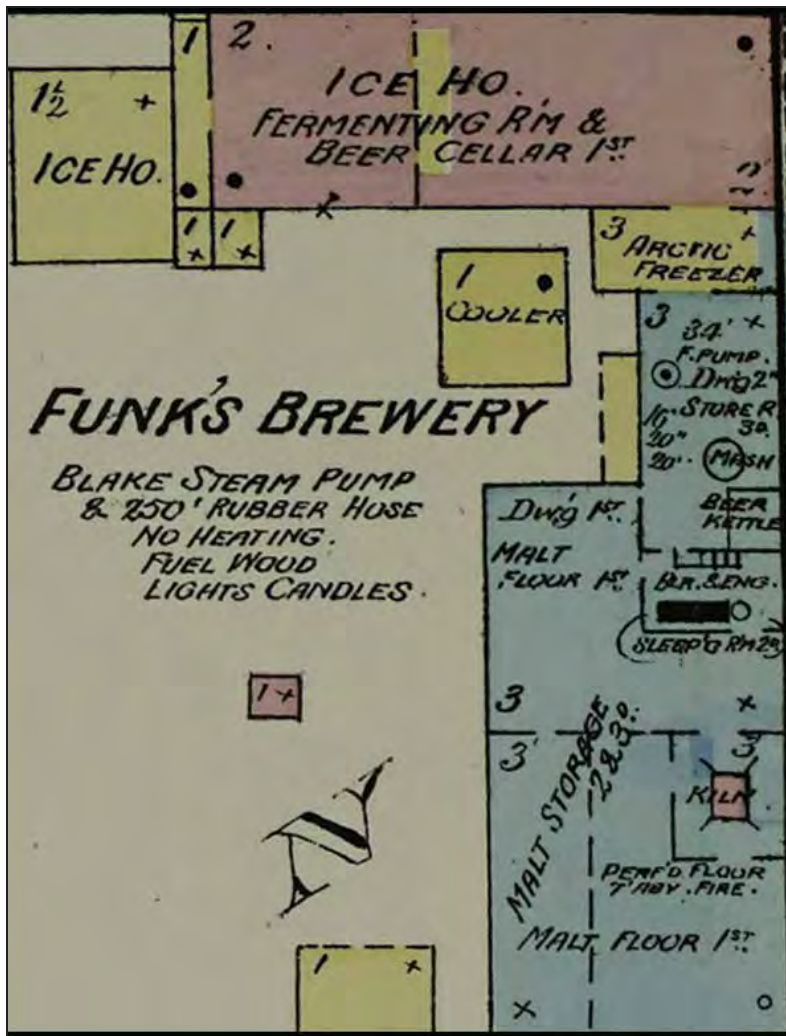 1 2.
1½
ICE HO.
FERMENTING R'M &
BEER CELLAR 1ST
ICE HO.
2
1 1
3
ARCTIC
FREEZER
1
COOLER
3 34'
F. PUMP.
Dw'g 2D
STORE R
3D.
16"
20"
20"
MASH
BEER
KETTLE
FUNK'S BREWERY
BLAKE STEAM PUMP
& 250' RUBBER HOSE
NO HEATING.
FUEL WOOD
LIGHTS CANDLES.
Dw'g 1ST.
MALT
FLOOR 1ST
BLR. & ENG.
SLEEP'G R'M 2D
1
3
3
3
MALT STORAGE
2 & 3D.
KILN
PERF'D FLOOR
FIRE.
MALT FLOOR 1ST
1